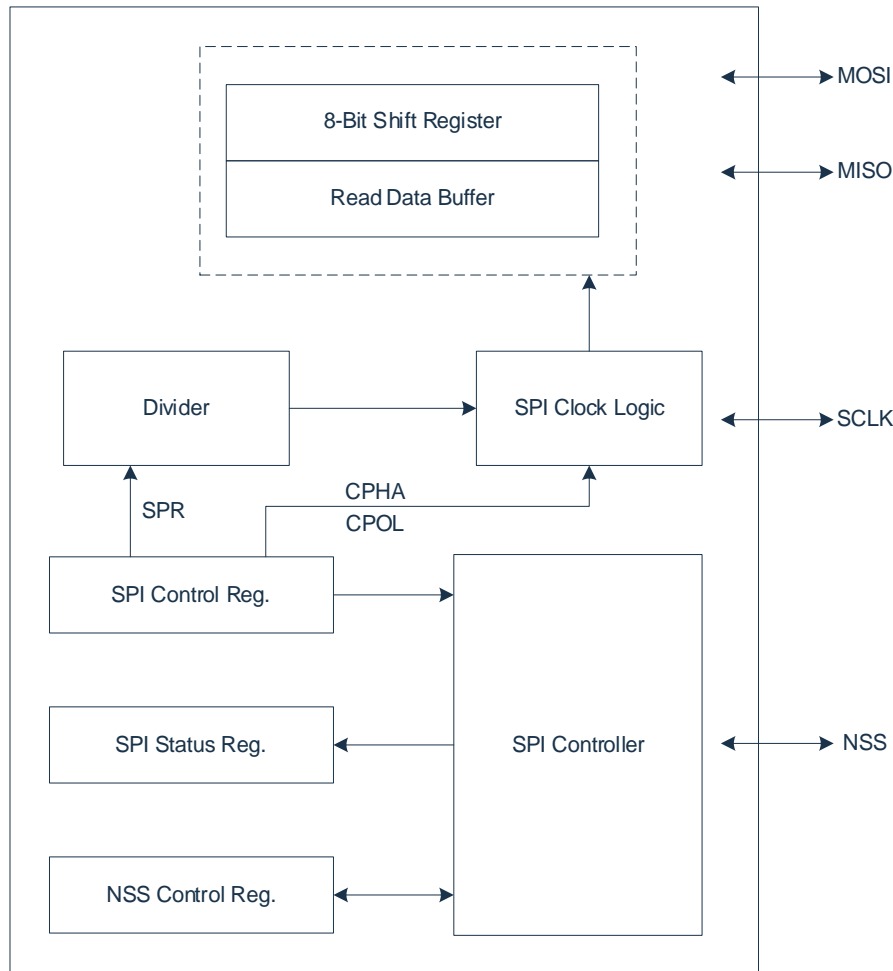 MOSI
8-Bit Shift Register
MISO
Read Data Buffer
Divider
SPI Clock Logic
SCLK
CPHA
SPR
CPOL
SPI Control Reg.
SPI Status Reg.
SPI Controller
NSS
NSS Control Reg.